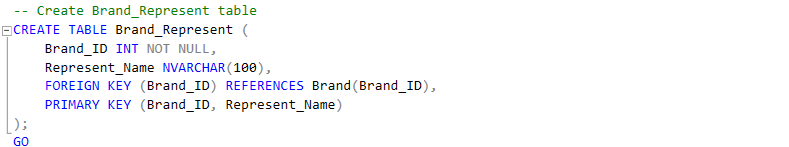 -- Create Brand_Represent table
CREATE TABLE Brand_Represent (
    Brand_ID INT NOT NULL,
    Represent_Name NVARCHAR(100),
    FOREIGN KEY (Brand_ID) REFERENCES Brand(Brand_ID),
    PRIMARY KEY (Brand_ID, Represent_Name)
);
GO